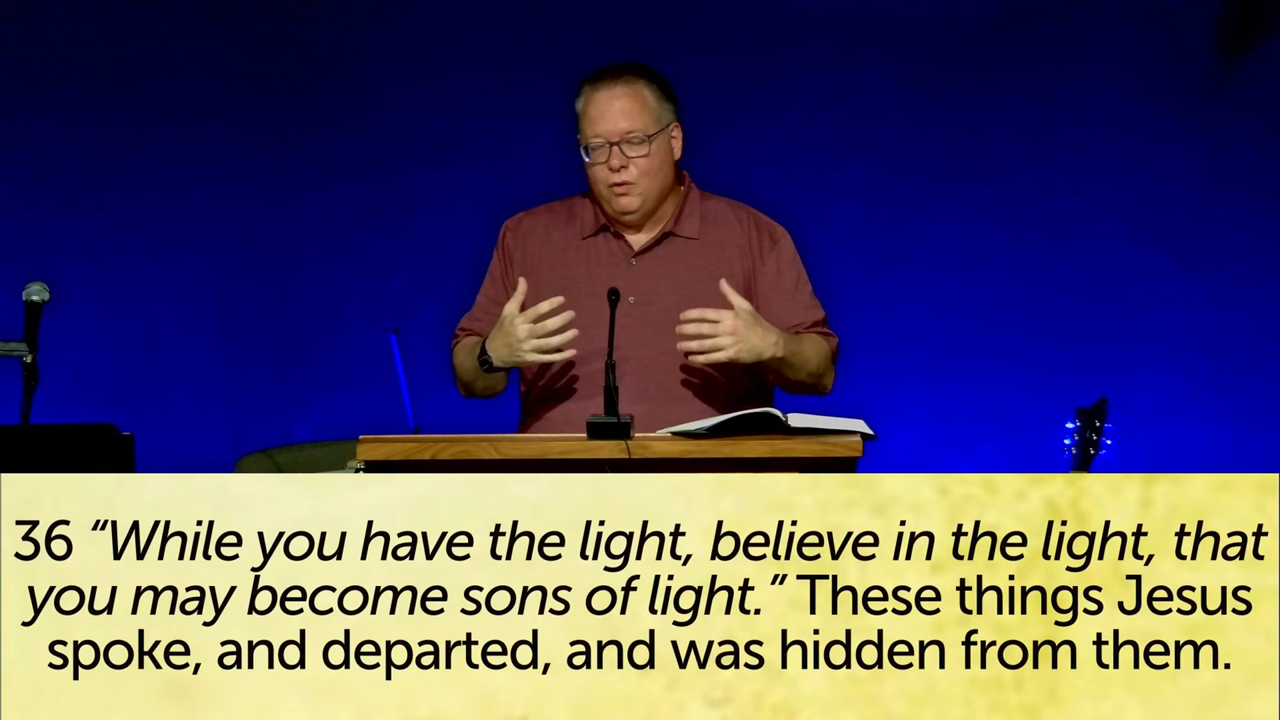 36 “While you have the light, believe in the light, that
you may become sons of light.” These things Jesus
spoke, and departed, and was hidden from them.